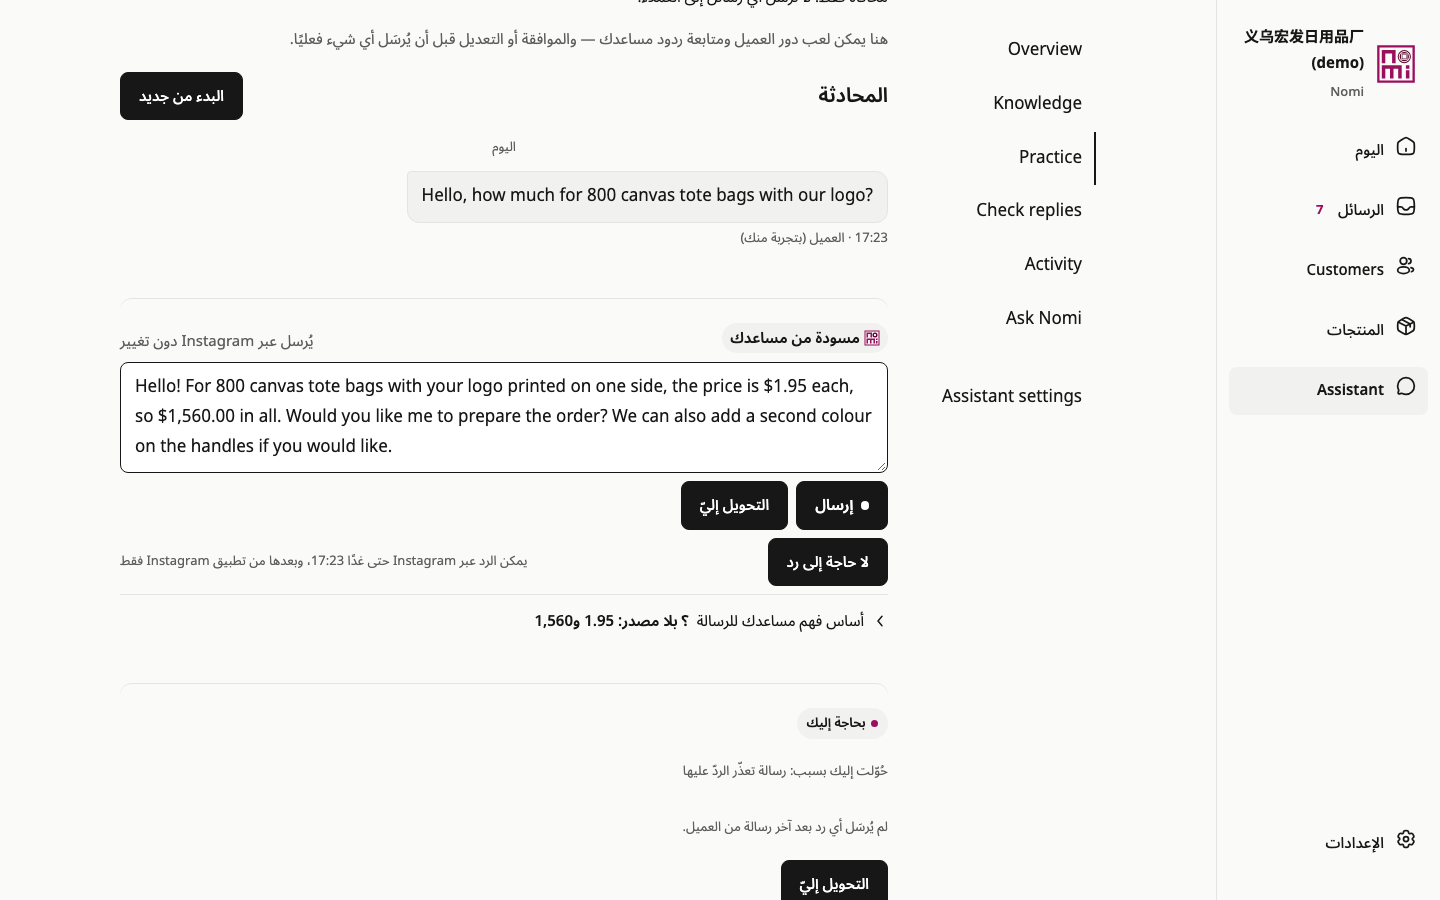 义乌宏发日用品厂
(demo)
Nomi
اليوم
الرسائل 7
Customers
المنتجات
Assistant
الإعدادات
Overview
Knowledge
Practice
Check replies
Activity
Ask Nomi
Assistant settings
هنا يمكن لعب دور العميل ومتابعة ردود مساعدك — والموافقة أو التعديل قبل أن يُرسَل أي شيء فعليًا.
المحادثة
البدء من جديد
اليوم
Hello, how much for 800 canvas tote bags with our logo?
17:23 · العميل (بتجربة منك)
مسودة من مساعدك
يُرسل عبر Instagram دون تغيير
Hello! For 800 canvas tote bags with your logo printed on one side, the price is $1.95 each,
so $1,560.00 in all. Would you like me to prepare the order? We can also add a second colour
on the handles if you would like.
إرسال
التحويل إليّ
لا حاجة إلى رد
يمكن الرد عبر Instagram حتى غدًا 17:23، وبعدها من تطبيق Instagram فقط
أساس فهم مساعدك للرسالة ؟ بلا مصدر: 1.95 و1,560
بحاجة إليك
حُوّلت إليك بسبب: رسالة تعذّر الردّ عليها
لم يُرسَل أي رد بعد آخر رسالة من العميل.
التحويل إليّ